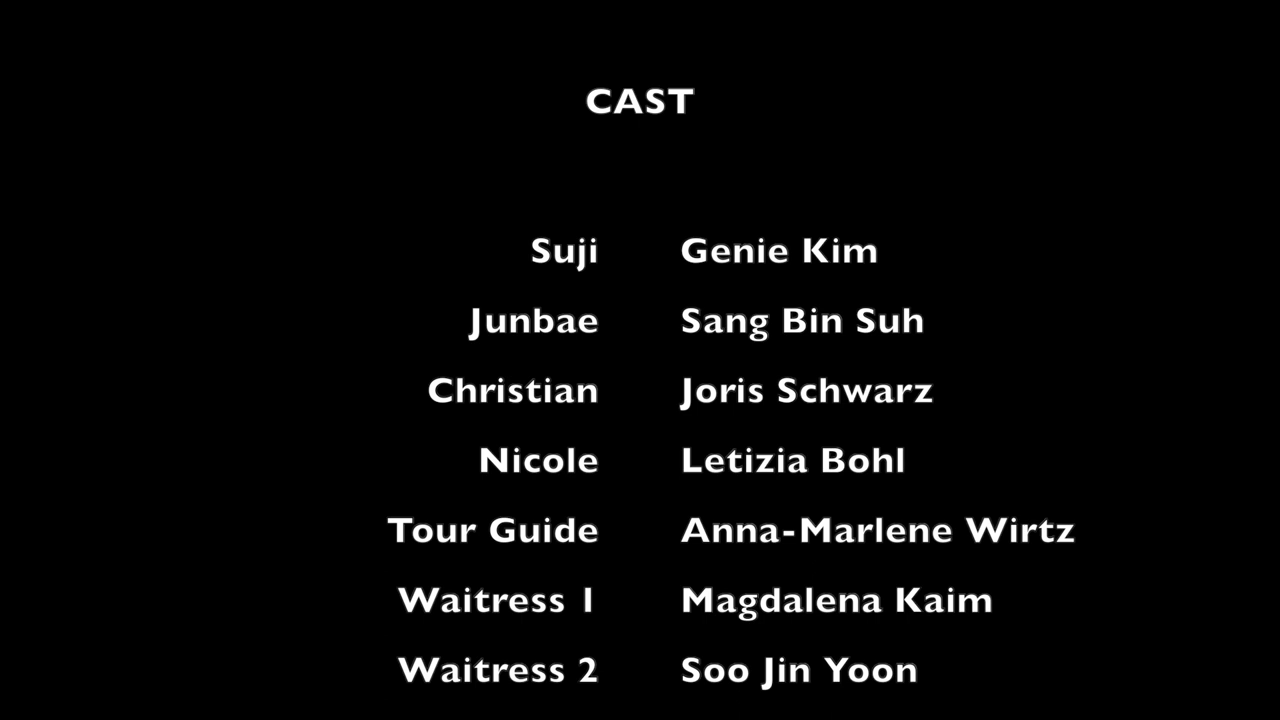 CAST
Suji Genie Kim
Junbae Sang Bin Suh
Christian Joris Schwarz
Nicole Letizia Bohl
Tour Guide Anna-Marlene Wirtz
Waitress 1 Magdalena Kaim
Waitress 2 Soo Jin Yoon